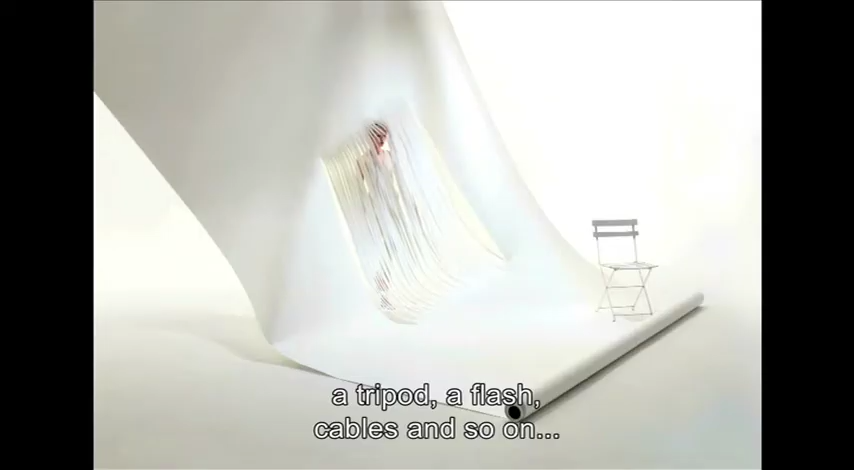 a tripod, a flash,
cables and so on...